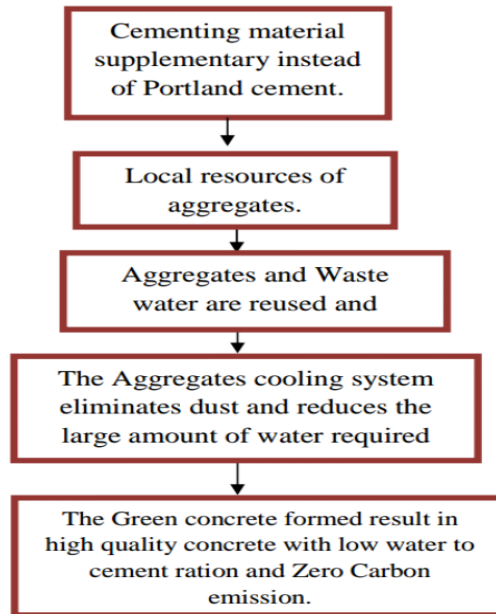 Cementing material
supplementary instead
of Portland cement.
Local resources of
aggregates.
Aggregates and Waste
water are reused and
The Aggregates cooling system
eliminates dust and reduces the
large amount of water required
The Green concrete formed result in
high quality concrete with low water to
cement ration and Zero Carbon
emission.